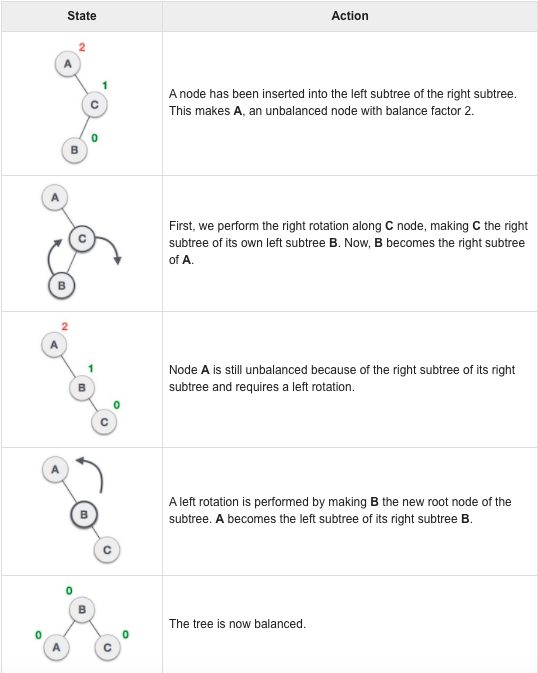 State Action
2
A
1
C
0
B
A node has been inserted into the left subtree of the right subtree.
This makes A, an unbalanced node with balance factor 2.
A
C
B
First, we perform the right rotation along C node, making C the right
subtree of its own left subtree B. Now, B becomes the right subtree
of A.
2
A
1
B
0
C
Node A is still unbalanced because of the right subtree of its right
subtree and requires a left rotation.
A
B
C
A left rotation is performed by making B the new root node of the
subtree. A becomes the left subtree of its right subtree B.
0
B
0 0
A C
The tree is now balanced.